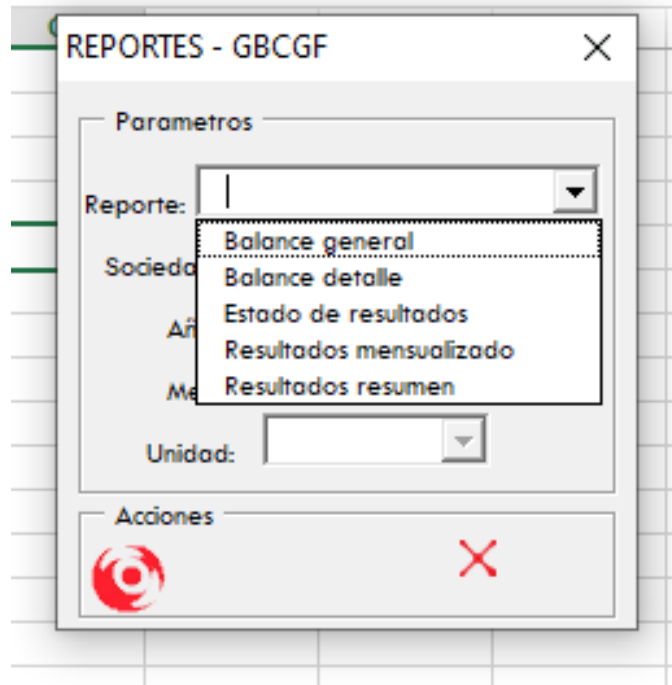 REPORTES - GBCGF
Parametros
Reporte:
Balance general
Balance detalle
Estado de resultados
Resultados mensualizado
Resultados resumen
Unidad:
Acciones